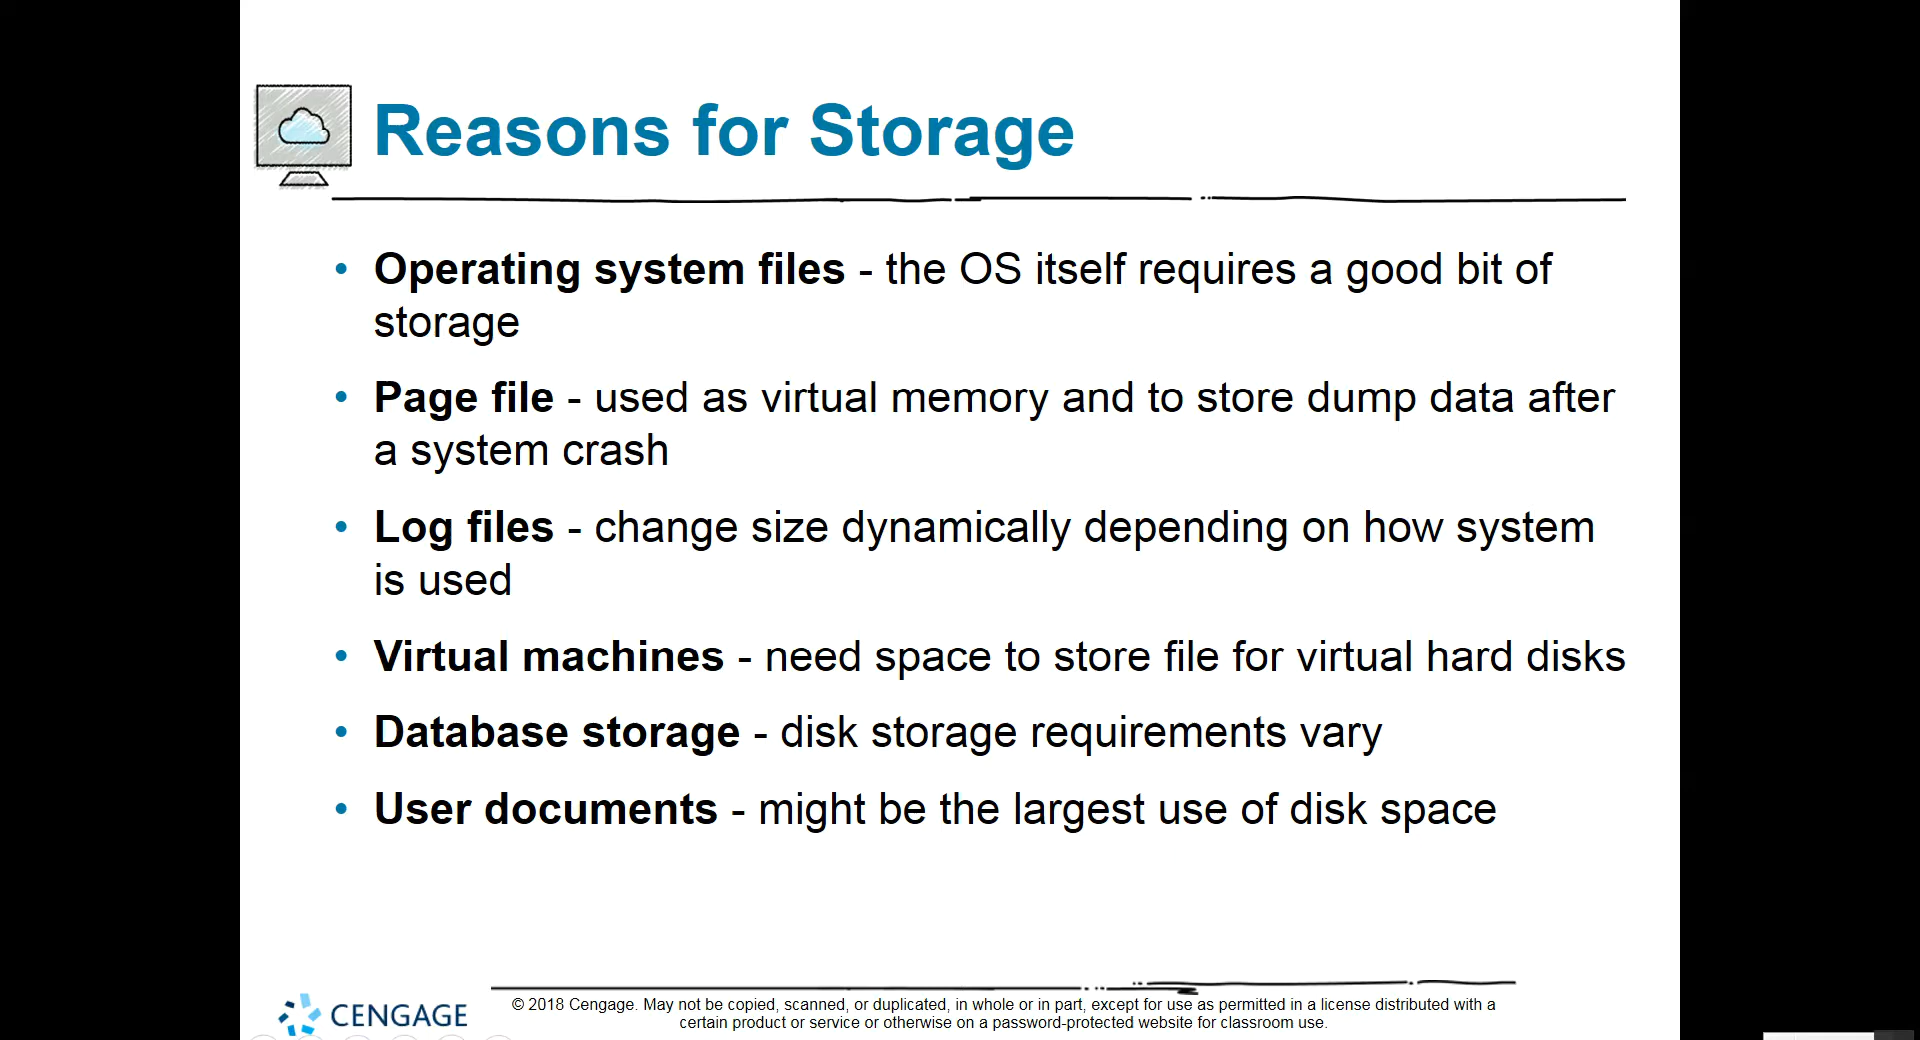 Reasons for Storage
• Operating system files - the OS itself requires a good bit of
storage
• Page file - used as virtual memory and to store dump data after
a system crash
• Log files - change size dynamically depending on how system
is used
• Virtual machines - need space to store file for virtual hard disks
• Database storage - disk storage requirements vary
• User documents - might be the largest use of disk space
CENGAGE
© 2018 Cengage. May not be copied, scanned, or duplicated, in whole or in part, except for use as permitted in a license distributed with a
certain product or service or otherwise on a password-protected website for classroom use.